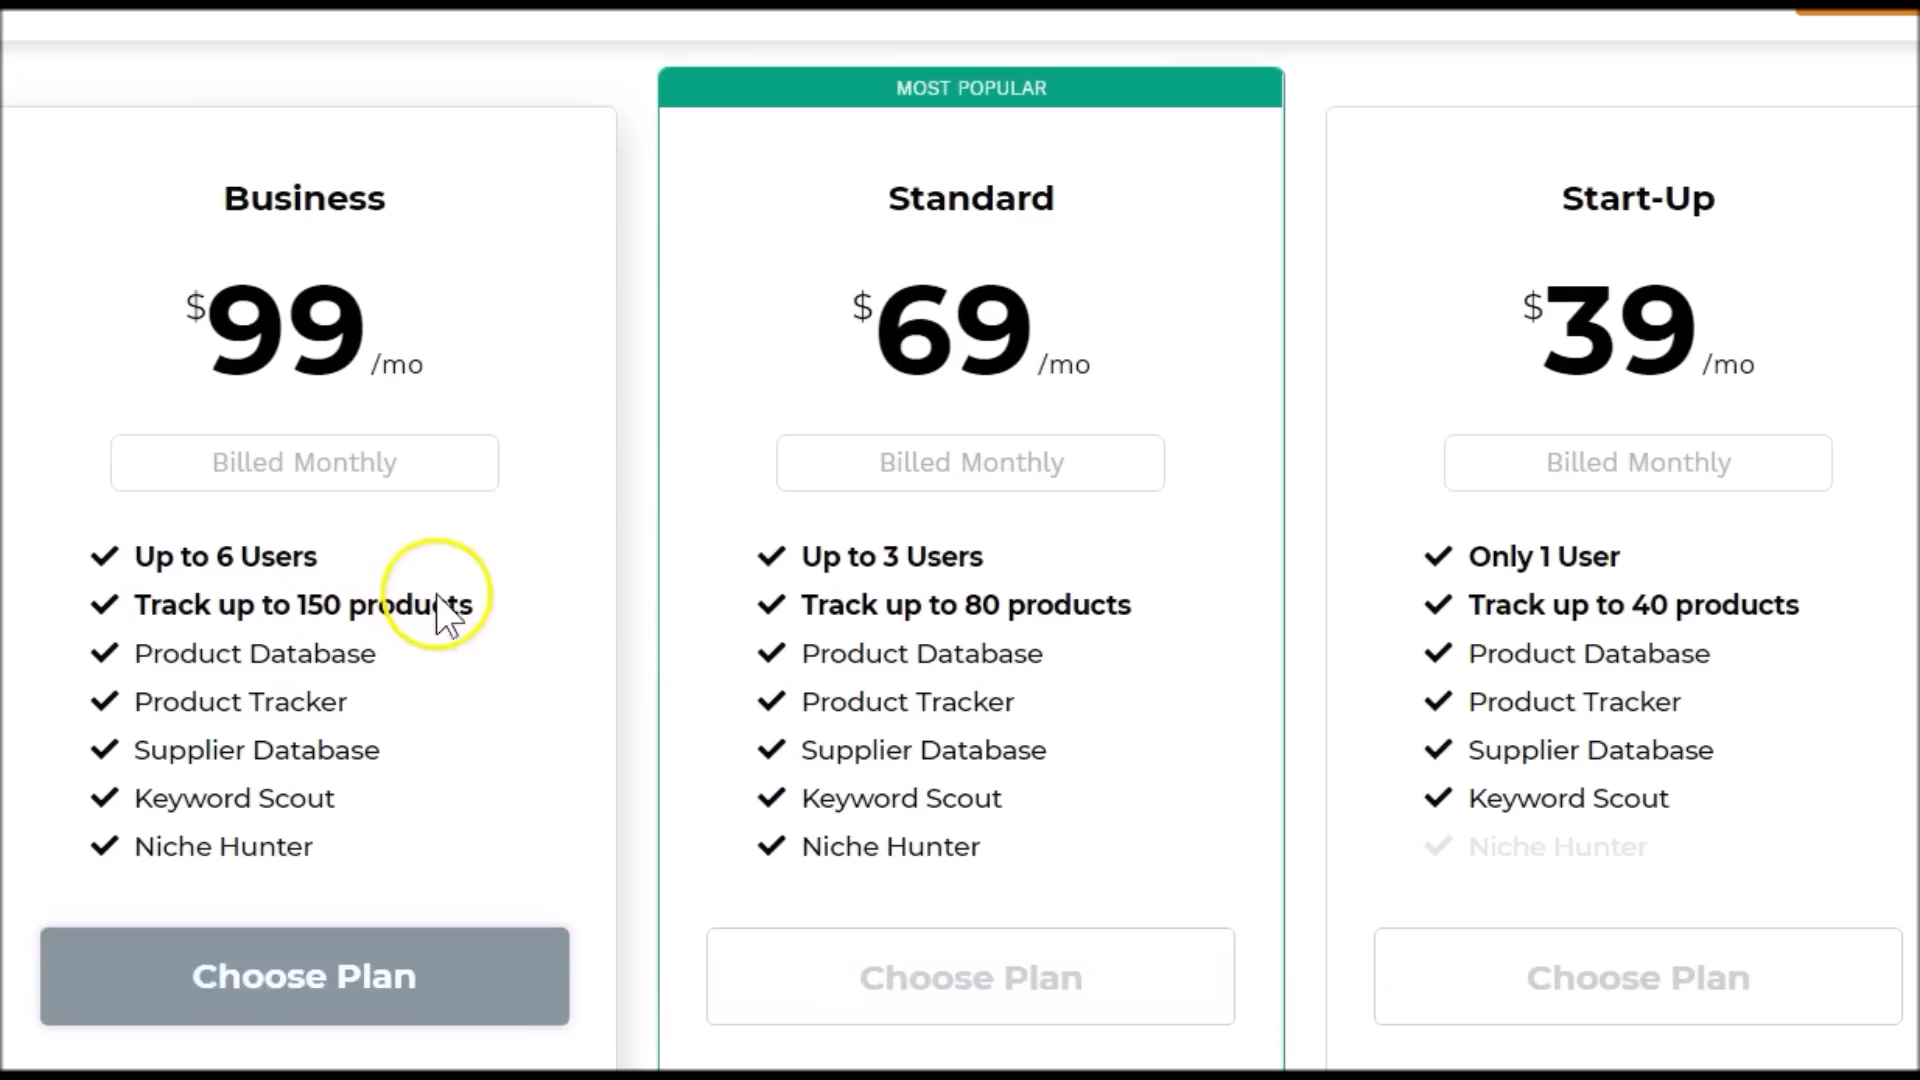 MOST POPULAR
Business
$99/mo
Billed Monthly
Up to 6 Users
Track up to 150 products
Product Database
Product Tracker
Supplier Database
Keyword Scout
Niche Hunter
Choose Plan
Standard
$69/mo
Billed Monthly
Up to 3 Users
Track up to 80 products
Product Database
Product Tracker
Supplier Database
Keyword Scout
Niche Hunter
Choose Plan
Start-Up
$39/mo
Billed Monthly
Only 1 User
Track up to 40 products
Product Database
Product Tracker
Supplier Database
Keyword Scout
Niche Hunter
Choose Plan